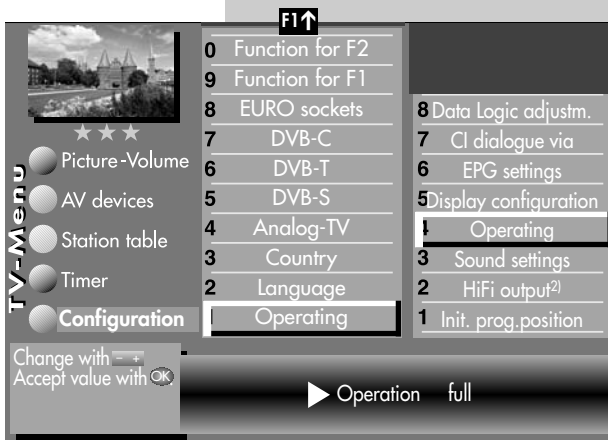 F1↑
TV-Menu
Picture-Volume
AV devices
Station table
Timer
Configuration
0 Function for F2
9 Function for F1
8 EURO sockets
7 DVB-C
6 DVB-T
5 DVB-S
4 Analog-TV
3 Country
2 Language
Operating
8 Data Logic adjustm.
7 CI dialogue via
6 EPG settings
5 Display configuration
4 Operating
3 Sound settings
2 HiFi output2)
1 Init. prog.position
Change with - +
Accept value with OK.
Operation full